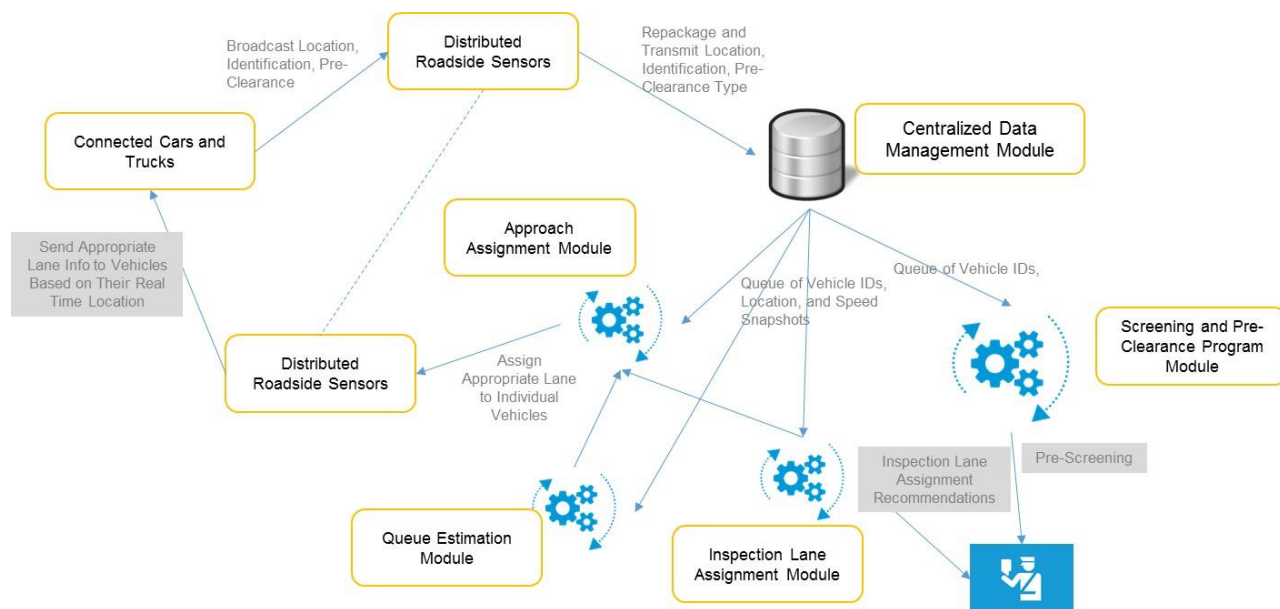 Distributed
Roadside Sensors
Broadcast Location,
Identification, Pre-
Clearance
Repackage and
Transmit Location,
Identification, Pre-
Clearance Type
Connected Cars and
Trucks
Centralized Data
Management Module
Approach
Assignment Module
Send Appropriate
Lane Info to Vehicles
Based on Their Real
Time Location
Queue of Vehicle IDs,
Location, and Speed
Snapshots
Queue of Vehicle IDs,
Screening and Pre-
Clearance Program
Module
Distributed
Roadside Sensors
Assign
Appropriate Lane
to Individual
Vehicles
Inspection Lane
Assignment
Recommendations
Pre-Screening
Queue Estimation
Module
Inspection Lane
Assignment Module